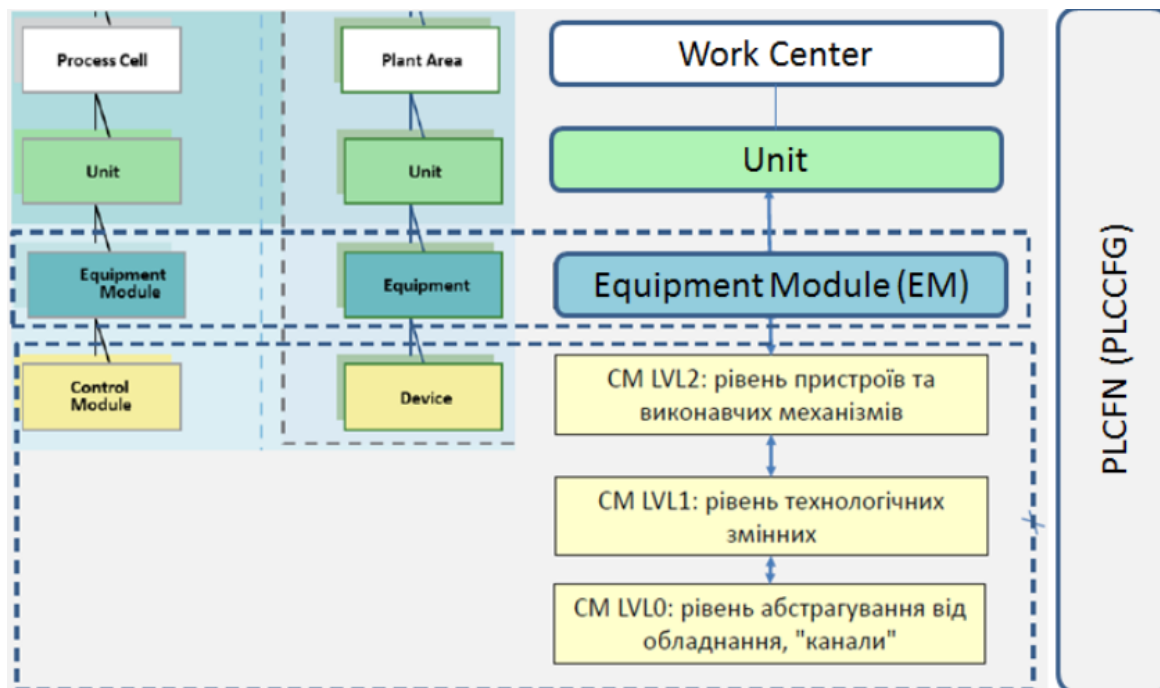 Process Cell
Plant Area
Work Center
Unit
Unit
Unit
Equipment
Module
Equipment
Equipment Module (EM)
Control
Module
Device
CM LVL2: рівень пристроїв та
виконавчих механізмів
CM LVL1: рівень технологічних
змінних
CM LVL0: рівень абстрагування від
обладнання, "канали"
PLCFN (PLCCFG)